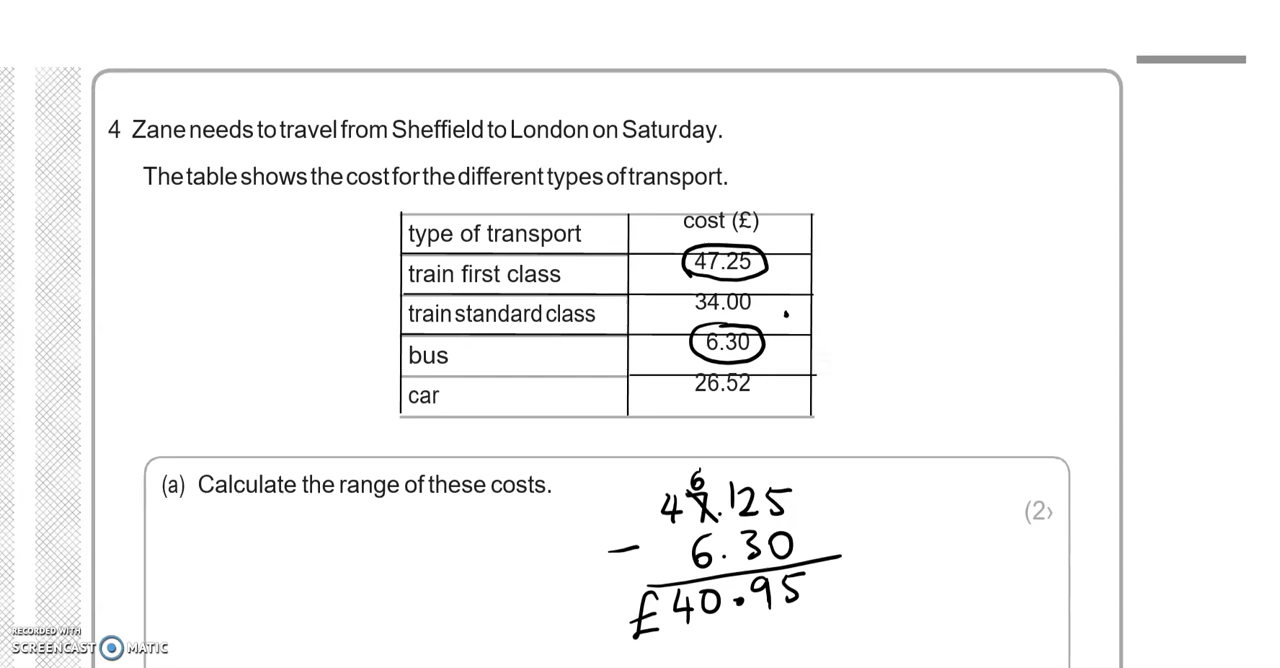 4 Zane needs to travel from Sheffield to London on Saturday.
The table shows the cost for the different types of transport.
type of transport cost (£)
train first class 47.25
train standard class 34.00
bus 6.30
car 26.52
(a) Calculate the range of these costs.
(2)
6
47.125
- 6.30
£40.95
RECORDED WITH
SCREENCAST MATIC